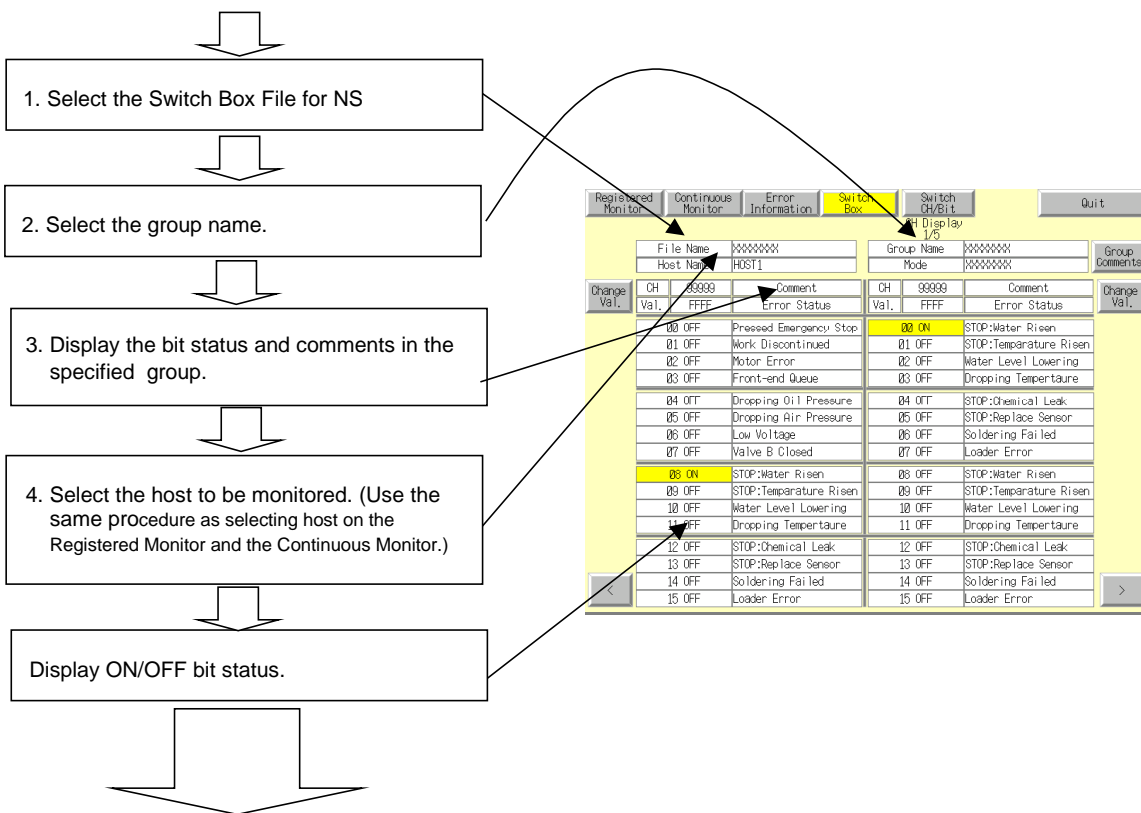 1. Select the Switch Box File for NS
2. Select the group name.
3. Display the bit status and comments in the
specified group.
4. Select the host to be monitored. (Use the
same procedure as selecting host on the
Registered Monitor and the Continuous Monitor.)
Display ON/OFF bit status.
Registered Monitor
Continuous Monitor
Error Information
Switch Box
Switch CH/Bit
Quit
CH Display
1/5
File Name XXXXXXXX Group Name XXXXXXXX
Host Name HOST1 Mode XXXXXXXX
Group Comments
Change Val.
CH 99999 Comment CH 99999 Comment
Val. FFFF Error Status Val. FFFF Error Status
Change Val.
00 OFF Pressed Emergency Stop 00 ON STOP:Water Risen
01 OFF Work Discontinued 01 OFF STOP:Temparature Risen
02 OFF Motor Error 02 OFF Water Level Lowering
03 OFF Front-end Queue 03 OFF Dropping Tempertaure
04 OFF Dropping Oil Pressure 04 OFF STOP:Chemical Leak
05 OFF Dropping Air Pressure 05 OFF STOP:Replace Sensor
06 OFF Low Voltage 06 OFF Soldering Failed
07 OFF Valve B Closed 07 OFF Loader Error
08 ON STOP:Water Risen 08 OFF STOP:Water Risen
09 OFF STOP:Temparature Risen 09 OFF STOP:Temparature Risen
10 OFF Water Level Lowering 10 OFF Water Level Lowering
11 OFF Dropping Tempertaure 11 OFF Dropping Tempertaure
12 OFF STOP:Chemical Leak 12 OFF STOP:Chemical Leak
13 OFF STOP:Replace Sensor 13 OFF STOP:Replace Sensor
14 OFF Soldering Failed 14 OFF Soldering Failed
15 OFF Loader Error 15 OFF Loader Error
< >